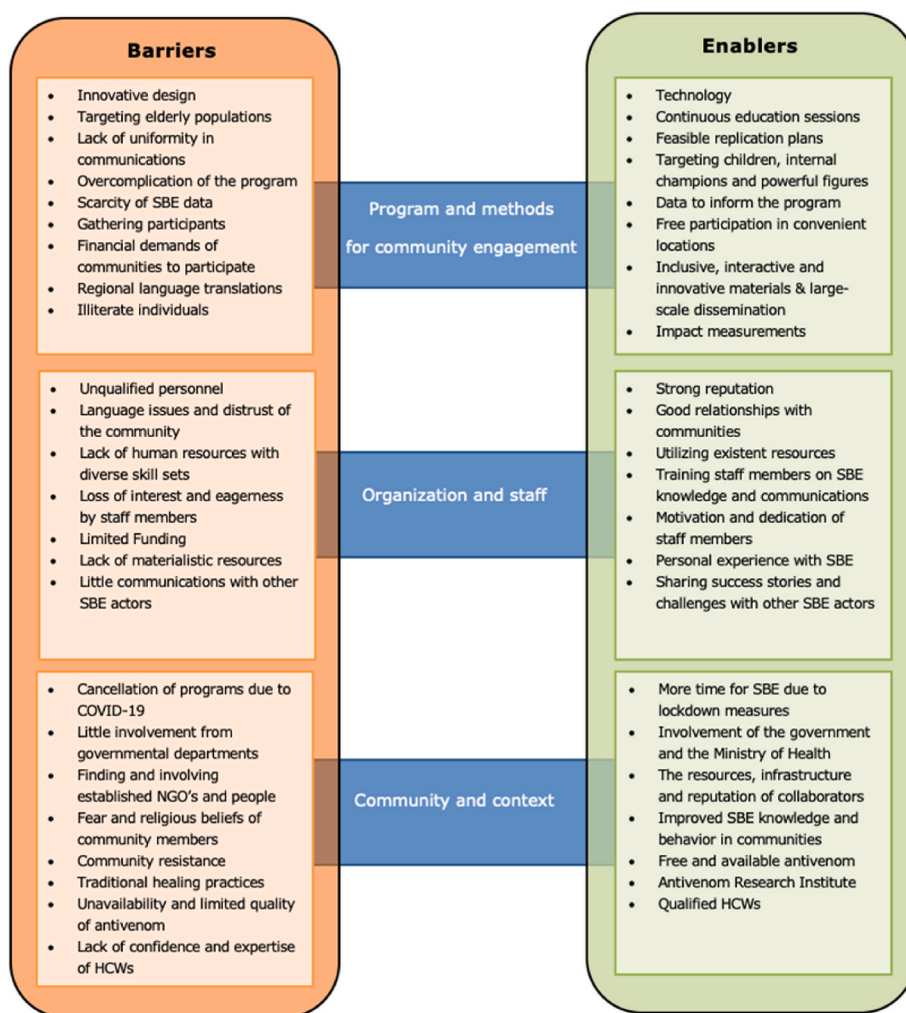 Barriers
• Innovative design
• Targeting elderly populations
• Lack of uniformity in
communications
• Overcomplication of the program
• Scarcity of SBE data
• Gathering participants
• Financial demands of
communities to participate
• Regional language translations
• Illiterate individuals
• Unqualified personnel
• Language issues and distrust of
the community
• Lack of human resources with
diverse skill sets
• Loss of interest and eagerness
by staff members
• Limited Funding
• Lack of materialistic resources
• Little communications with other
SBE actors
• Cancellation of programs due to
COVID-19
• Little involvement from
governmental departments
• Finding and involving
established NGO's and people
• Fear and religious beliefs of
community members
• Community resistance
• Traditional healing practices
• Unavailability and limited quality
of antivenom
• Lack of confidence and expertise
of HCWs
Program and methods
for community engagement
Organization and staff
Community and context
Enablers
• Technology
• Continuous education sessions
• Feasible replication plans
• Targeting children, internal
champions and powerful figures
• Data to inform the program
• Free participation in convenient
locations
• Inclusive, interactive and
innovative materials & large-
scale dissemination
• Impact measurements
• Strong reputation
• Good relationships with
communities
• Utilizing existent resources
• Training staff members on SBE
knowledge and communications
• Motivation and dedication of
staff members
• Personal experience with SBE
• Sharing success stories and
challenges with other SBE actors
• More time for SBE due to
lockdown measures
• Involvement of the government
and the Ministry of Health
• The resources, infrastructure
and reputation of collaborators
• Improved SBE knowledge and
behavior in communities
• Free and available antivenom
• Antivenom Research Institute
• Qualified HCWs